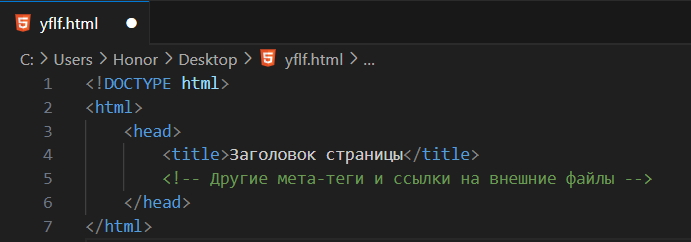 yflf.html
C: > Users > Honor > Desktop > yflf.html > ...
1 <!DOCTYPE html>
2 <html>
3 <head>
4 <title>Заголовок страницы</title>
5 <!-- Другие мета-теги и ссылки на внешние файлы -->
6 </head>
7 </html>